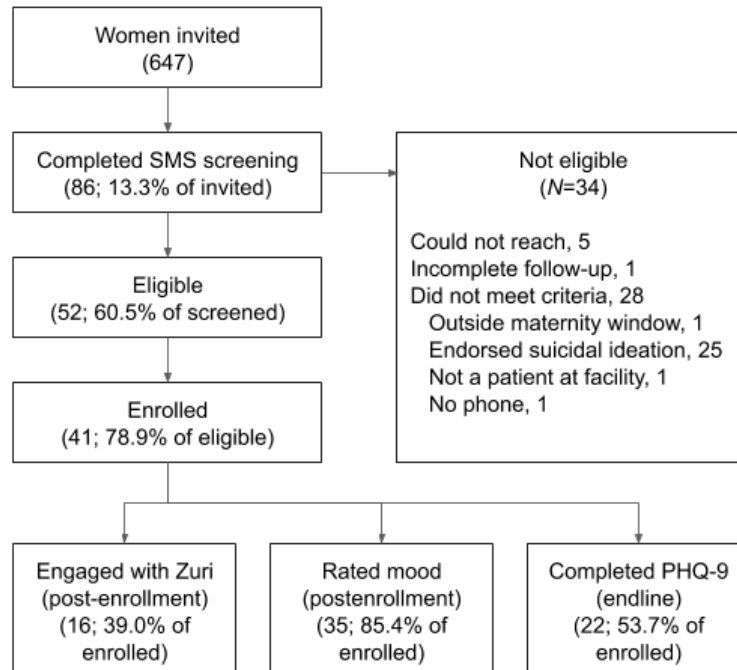 Women invited
(647)
Completed SMS screening
(86; 13.3% of invited)
Not eligible
(N=34)
Could not reach, 5
Incomplete follow-up, 1
Did not meet criteria, 28
Outside maternity window, 1
Endorsed suicidal ideation, 25
Not a patient at facility, 1
No phone, 1
Eligible
(52; 60.5% of screened)
Enrolled
(41; 78.9% of eligible)
Engaged with Zuri
(post-enrollment)
(16; 39.0% of
enrolled)
Rated mood
(postenrollment)
(35; 85.4% of
enrolled)
Completed PHQ-9
(endline)
(22; 53.7% of
enrolled)